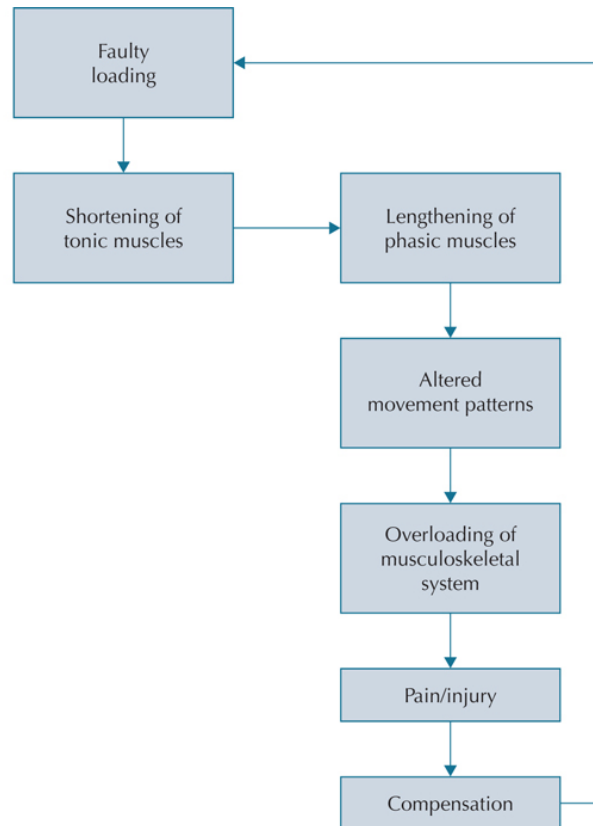 Faulty
loading
Shortening of
tonic muscles
Lengthening of
phasic muscles
Altered
movement patterns
Overloading of
musculoskeletal
system
Pain/injury
Compensation